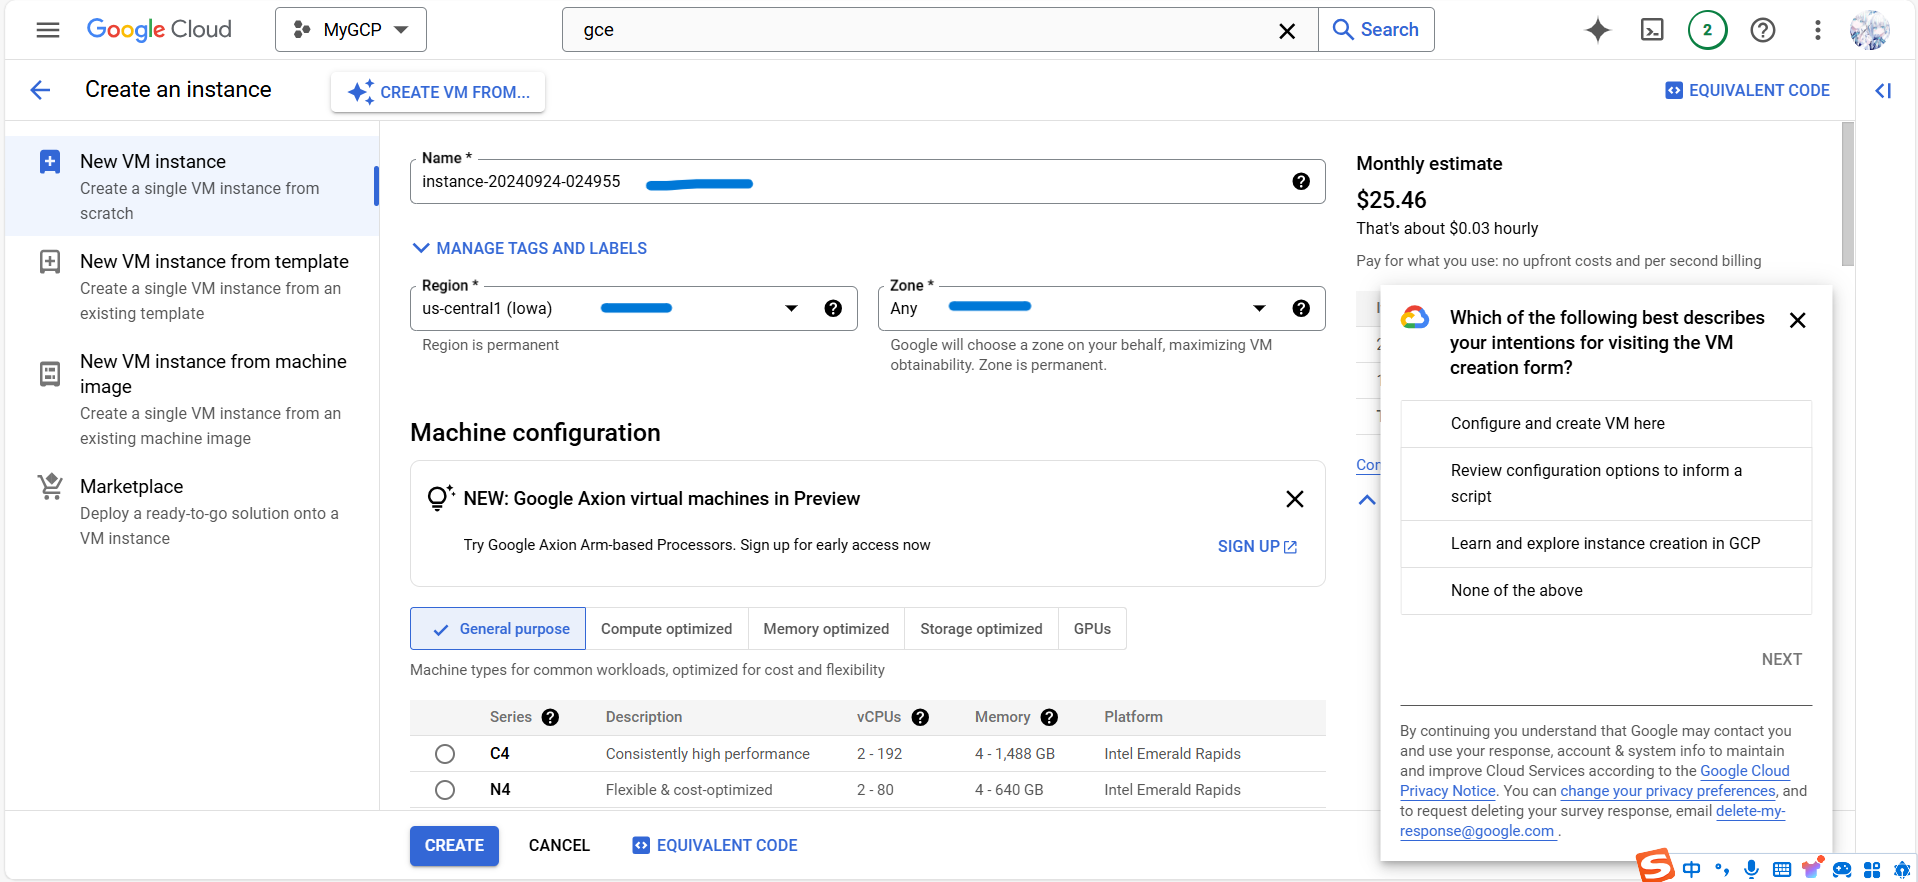 Google Cloud
MyGCP
gce
Search
2
Create an instance
CREATE VM FROM...
EQUIVALENT CODE
New VM instance
Create a single VM instance from
scratch
New VM instance from template
Create a single VM instance from an
existing template
New VM instance from machine
image
Create a single VM instance from an
existing machine image
Marketplace
Deploy a ready-to-go solution onto a
VM instance
Name *
instance-20240924-024955
MANAGE TAGS AND LABELS
Region *
us-central1 (Iowa)
Region is permanent
Zone *
Any
Google will choose a zone on your behalf, maximizing VM
obtainability. Zone is permanent.
Machine configuration
NEW: Google Axion virtual machines in Preview
Try Google Axion Arm-based Processors. Sign up for early access now
SIGN UP
General purpose
Compute optimized
Memory optimized
Storage optimized
GPUs
Machine types for common workloads, optimized for cost and flexibility
Series Description vCPUs Memory Platform
C4 Consistently high performance 2 - 192 4 - 1,488 GB Intel Emerald Rapids
N4 Flexible & cost-optimized 2 - 80 4 - 640 GB Intel Emerald Rapids
CREATE
CANCEL
EQUIVALENT CODE
Monthly estimate
$25.46
That's about $0.03 hourly
Pay for what you use: no upfront costs and per second billing
Which of the following best describes
your intentions for visiting the VM
creation form?
Configure and create VM here
Review configuration options to inform a
script
Learn and explore instance creation in GCP
None of the above
NEXT
By continuing you understand that Google may contact you
and use your response, account & system info to maintain
and improve Cloud Services according to the Google Cloud
Privacy Notice. You can change your privacy preferences, and
to request deleting your survey response, email delete-my-
response@google.com .
中